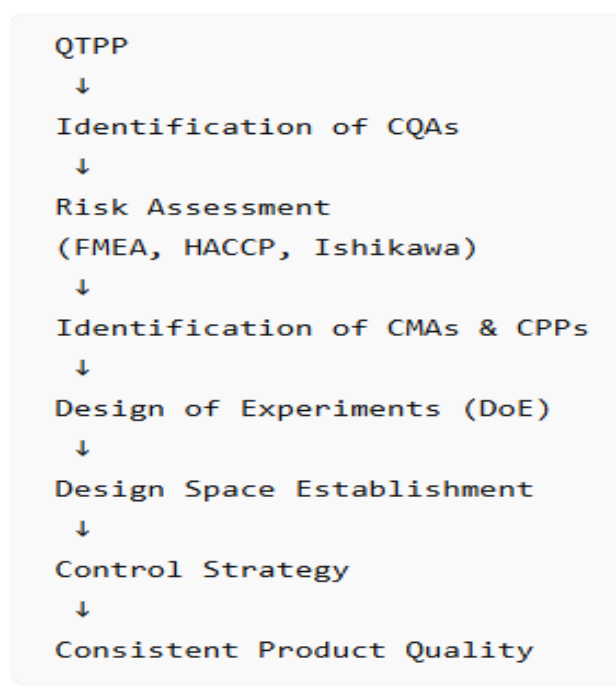 QTPP
↓
Identification of CQAs
↓
Risk Assessment
(FMEA, HACCP, Ishikawa)
↓
Identification of CMAs & CPPs
↓
Design of Experiments (DoE)
↓
Design Space Establishment
↓
Control Strategy
↓
Consistent Product Quality